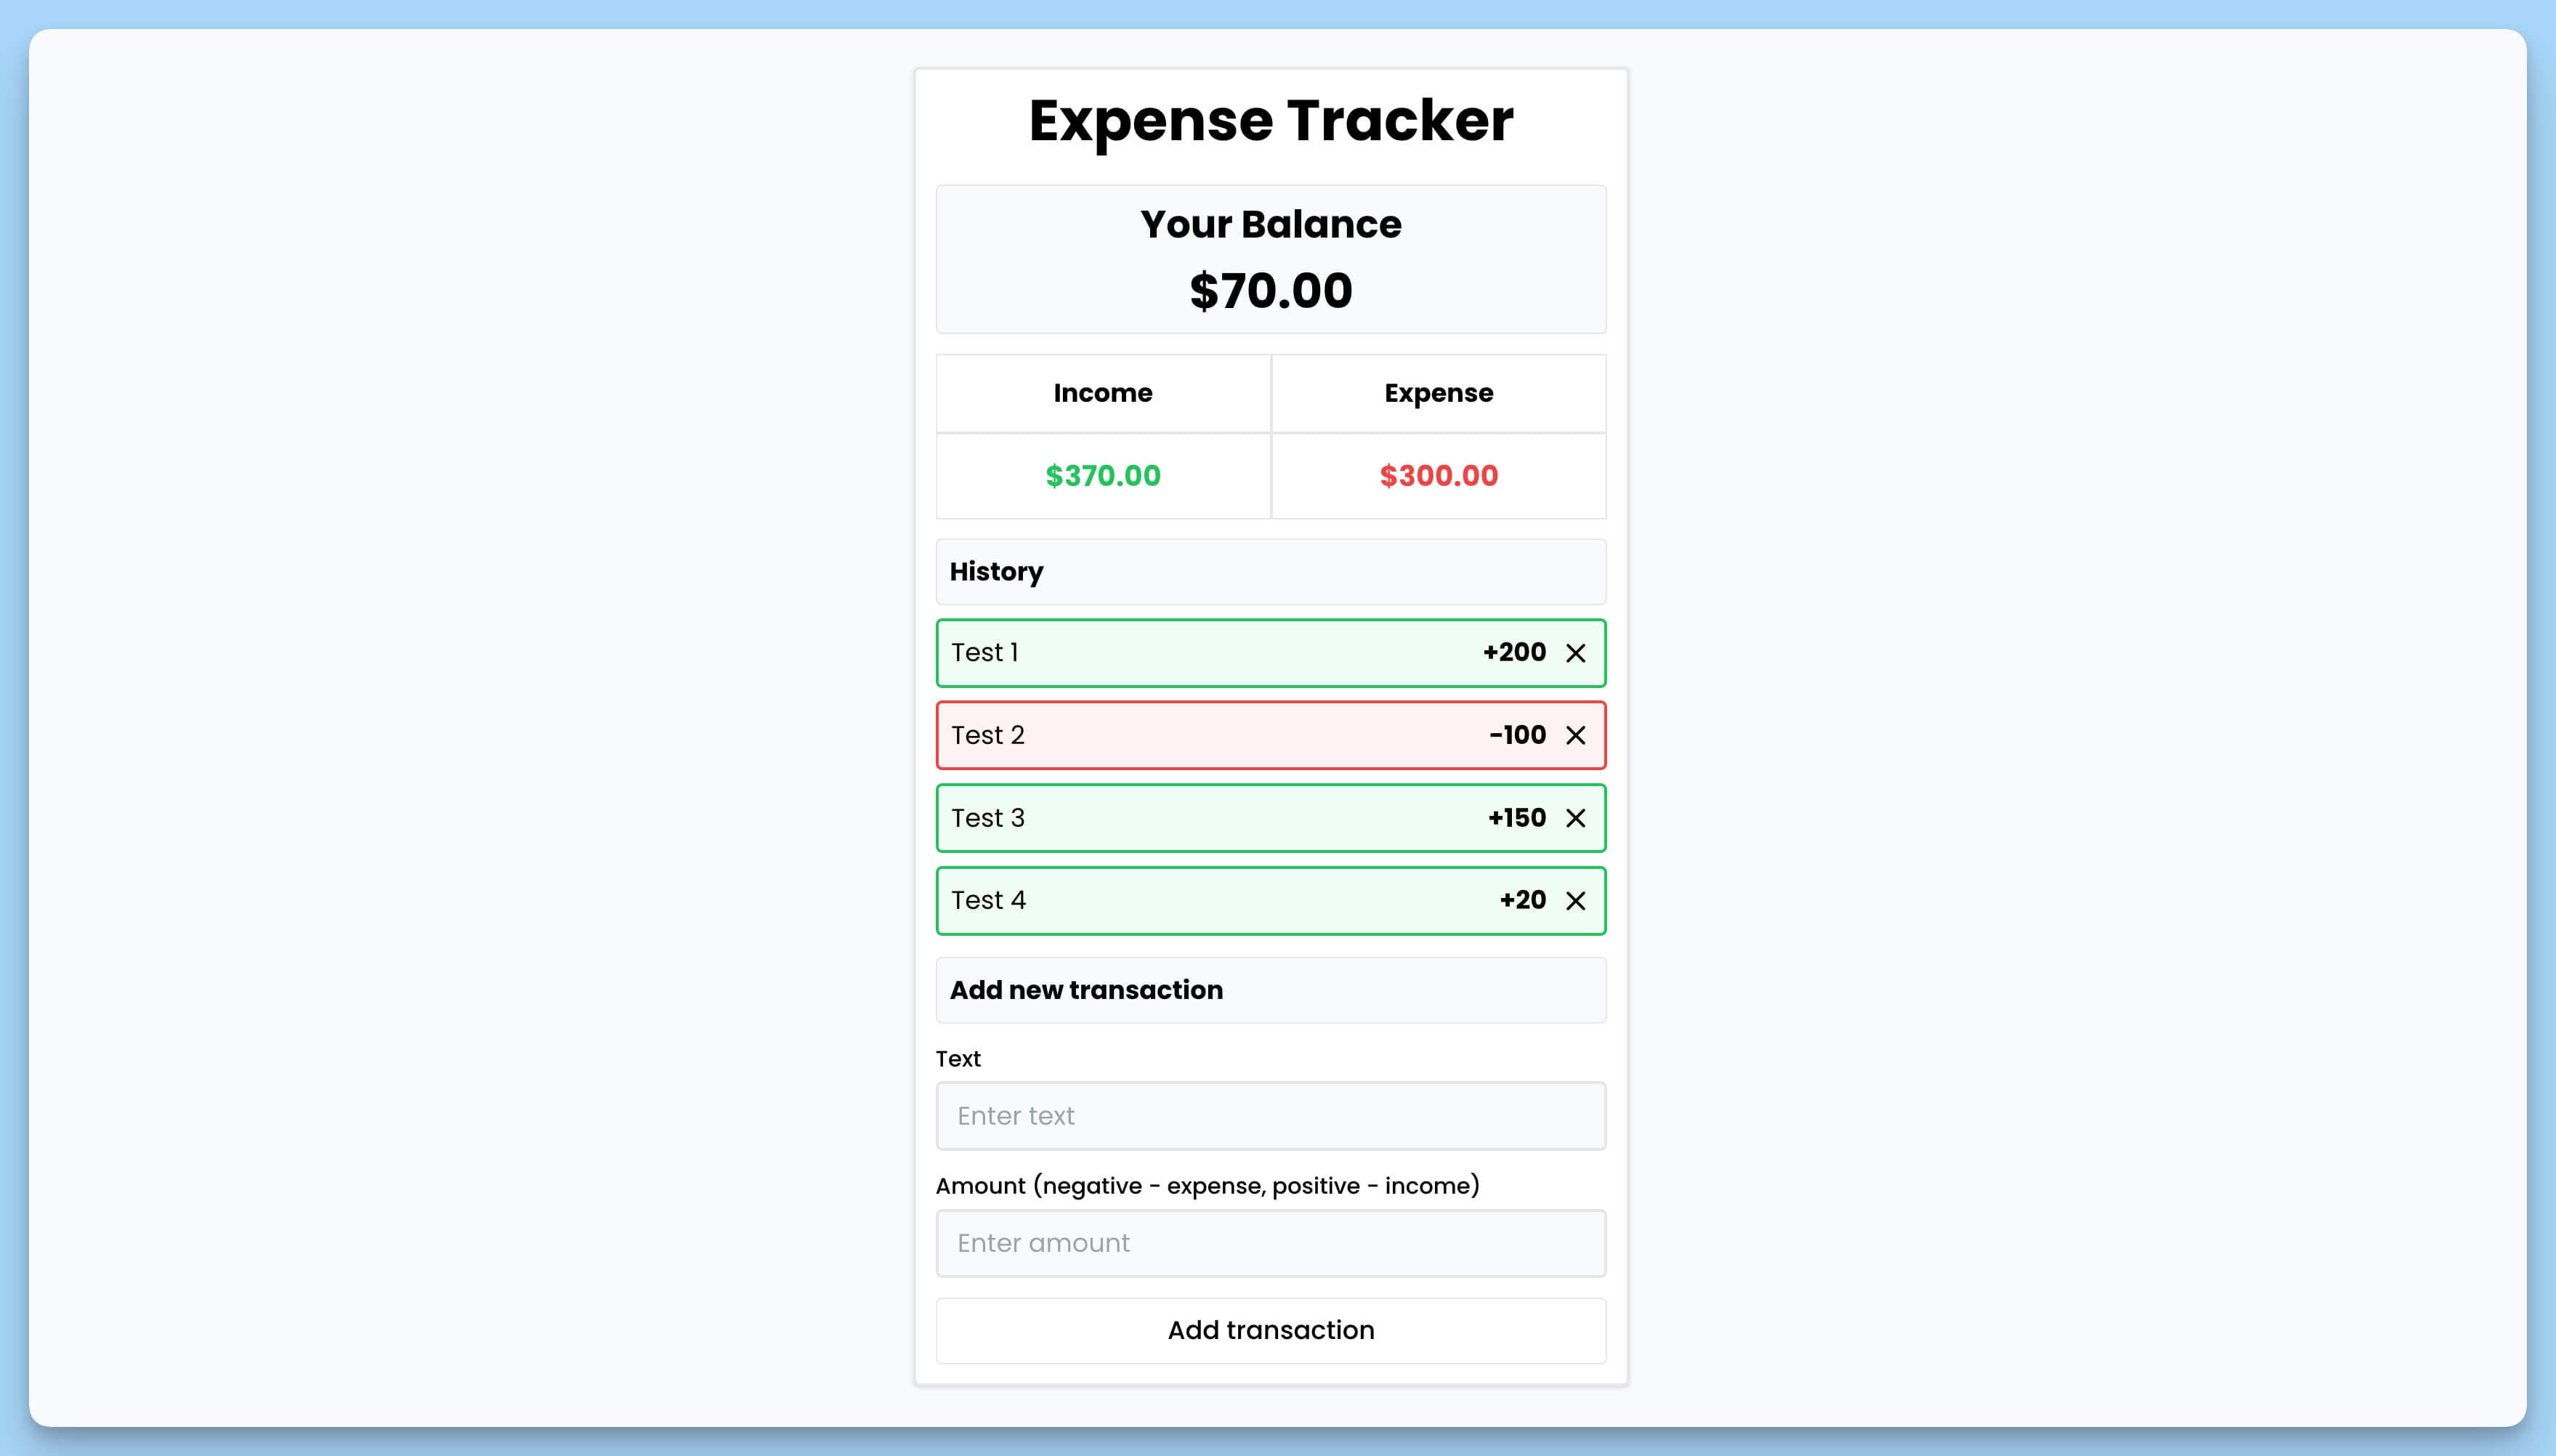 Expense Tracker
Your Balance
$70.00
Income Expense
$370.00 $300.00
History
Test 1 +200
Test 2 -100
Test 3 +150
Test 4 +20
Add new transaction
Text
Enter text
Amount (negative - expense, positive - income)
Enter amount
Add transaction